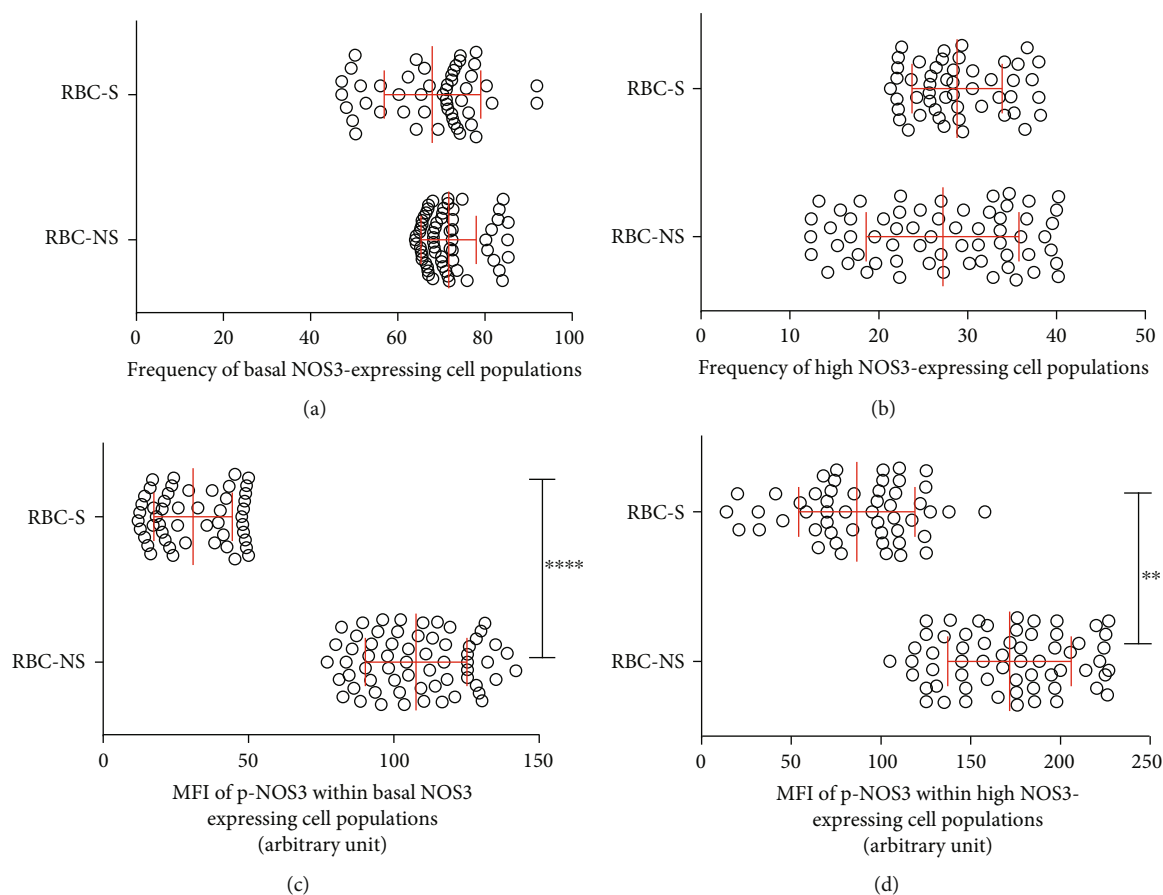 RBC-S
RBC-NS
0 20 40 60 80 100
Frequency of basal NOS3-expressing cell populations
(a)
RBC-S
RBC-NS
0 10 20 30 40 50
Frequency of high NOS3-expressing cell populations
(b)
RBC-S
RBC-NS
****
0 50 100 150
MFI of p-NOS3 within basal NOS3
expressing cell populations
(arbitrary unit)
(c)
RBC-S
RBC-NS
**
0 50 100 150 200 250
MFI of p-NOS3 within high NOS3-
expressing cell populations
(arbitrary unit)
(d)